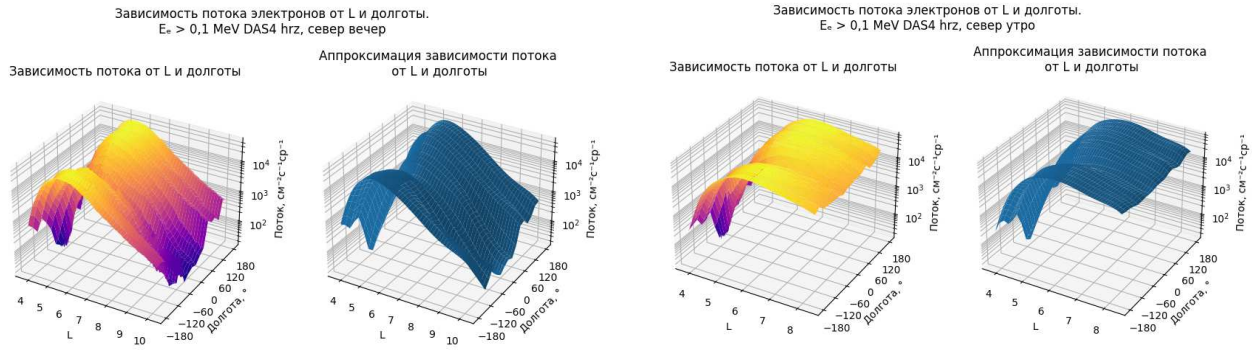 Зависимость потока электронов от L и долготы.
Eₑ > 0,1 MeV DAS4 hrz, север вечер
Зависимость потока от L и долготы
Аппроксимация зависимости потока
от L и долготы
10⁴
10³
10²
Поток, см⁻²с⁻¹ср⁻¹
4 5 6 7 8 9 10
L
−180 −120 −60 0 60 120 180
Долгота, °
10⁴
10³
10²
Поток, см⁻²с⁻¹ср⁻¹
4 5 6 7 8 9 10
L
−180 −120 −60 0 60 120 180
Долгота, °
Зависимость потока электронов от L и долготы.
Eₑ > 0,1 MeV DAS4 hrz, север утро
Зависимость потока от L и долготы
Аппроксимация зависимости потока
от L и долготы
10⁴
10³
10²
Поток, см⁻²с⁻¹ср⁻¹
4 5 6 7 8
L
−180 −120 −60 0 60 120 180
Долгота, °
10⁴
10³
10²
Поток, см⁻²с⁻¹ср⁻¹
4 5 6 7 8
L
−180 −120 −60 0 60 120 180
Долгота, °